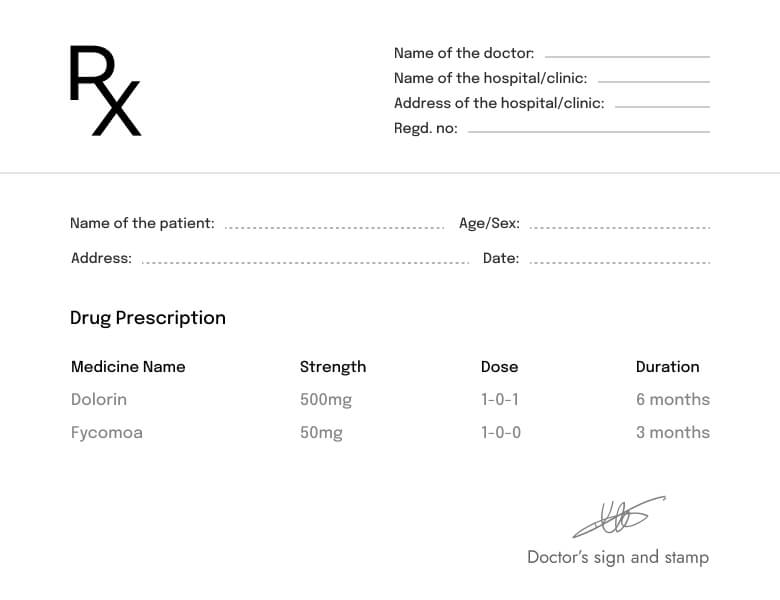 Rx
Name of the doctor:
Name of the hospital/clinic:
Address of the hospital/clinic:
Regd. no:
Name of the patient: Age/Sex:
Address: Date:
Drug Prescription
Medicine Name Strength Dose Duration
Dolorin 500mg 1-0-1 6 months
Fycomoa 50mg 1-0-0 3 months
Doctor's sign and stamp